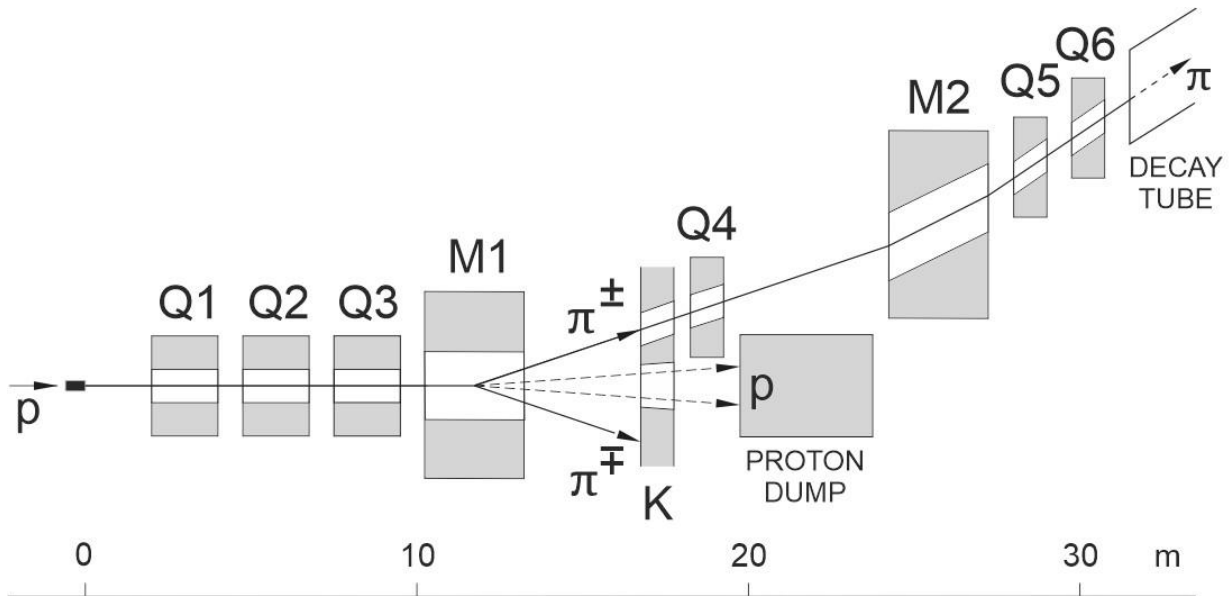 Q1
Q2
Q3
M1
Q4
M2
Q5
Q6
π
DECAY
TUBE
p
π±
π∓
p
K
PROTON
DUMP
0
10
20
30
m